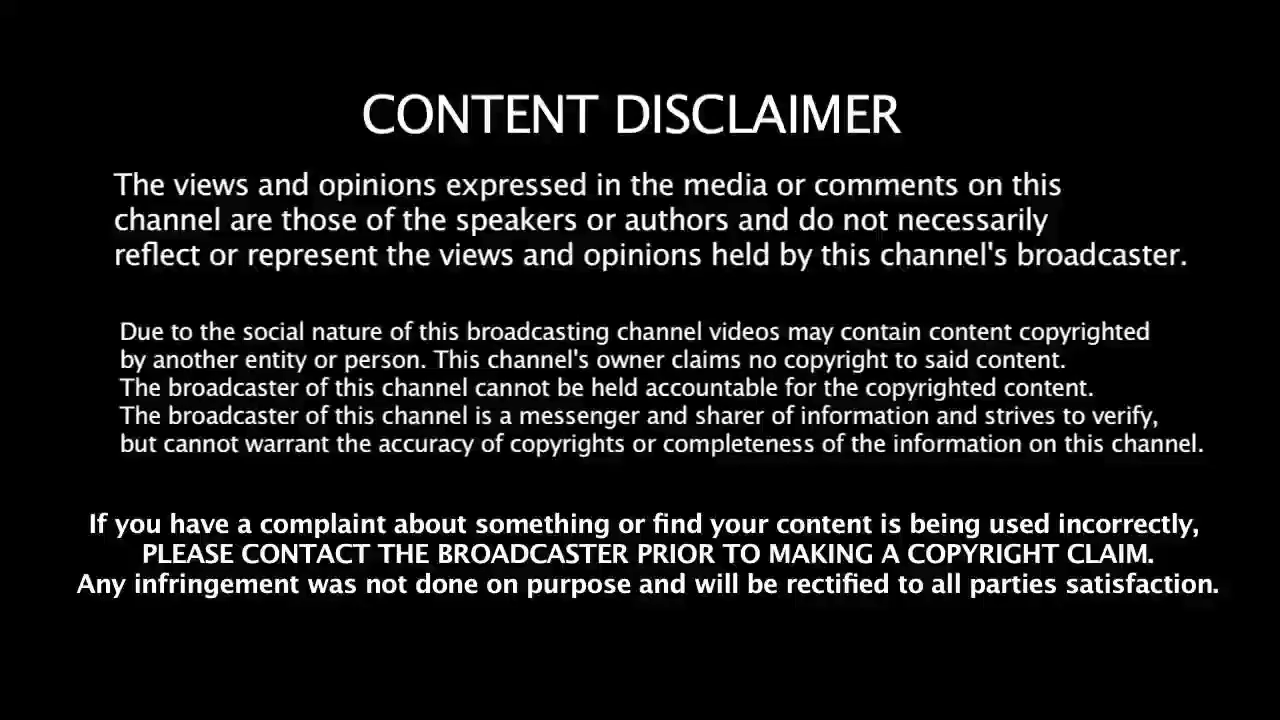 CONTENT DISCLAIMER
The views and opinions expressed in the media or comments on this
channel are those of the speakers or authors and do not necessarily
reflect or represent the views and opinions held by this channel's broadcaster.
Due to the social nature of this broadcasting channel videos may contain content copyrighted
by another entity or person. This channel's owner claims no copyright to said content.
The broadcaster of this channel cannot be held accountable for the copyrighted content.
The broadcaster of this channel is a messenger and sharer of information and strives to verify,
but cannot warrant the accuracy of copyrights or completeness of the information on this channel.
If you have a complaint about something or find your content is being used incorrectly,
PLEASE CONTACT THE BROADCASTER PRIOR TO MAKING A COPYRIGHT CLAIM.
Any infringement was not done on purpose and will be rectified to all parties satisfaction.